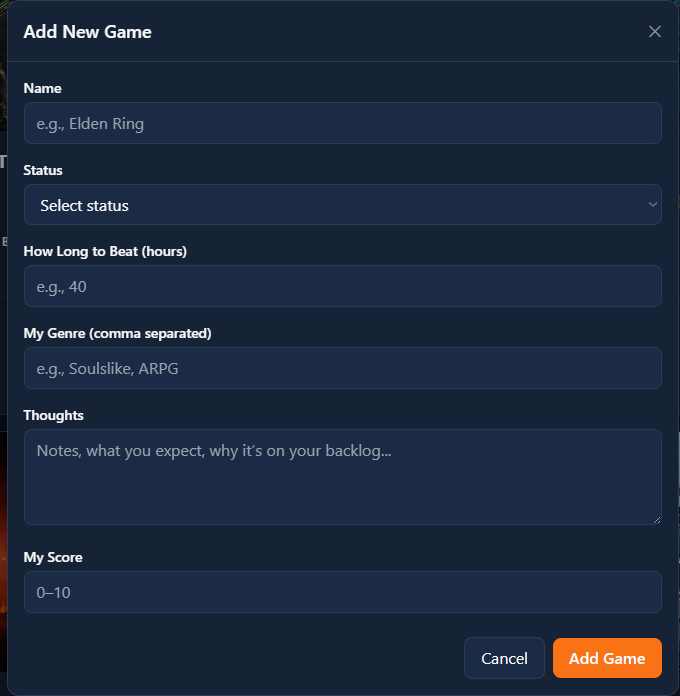 Add New Game
Name
e.g., Elden Ring
Status
Select status
How Long to Beat (hours)
e.g., 40
My Genre (comma separated)
e.g., Soulslike, ARPG
Thoughts
Notes, what you expect, why it’s on your backlog...
My Score
0–10
Cancel
Add Game